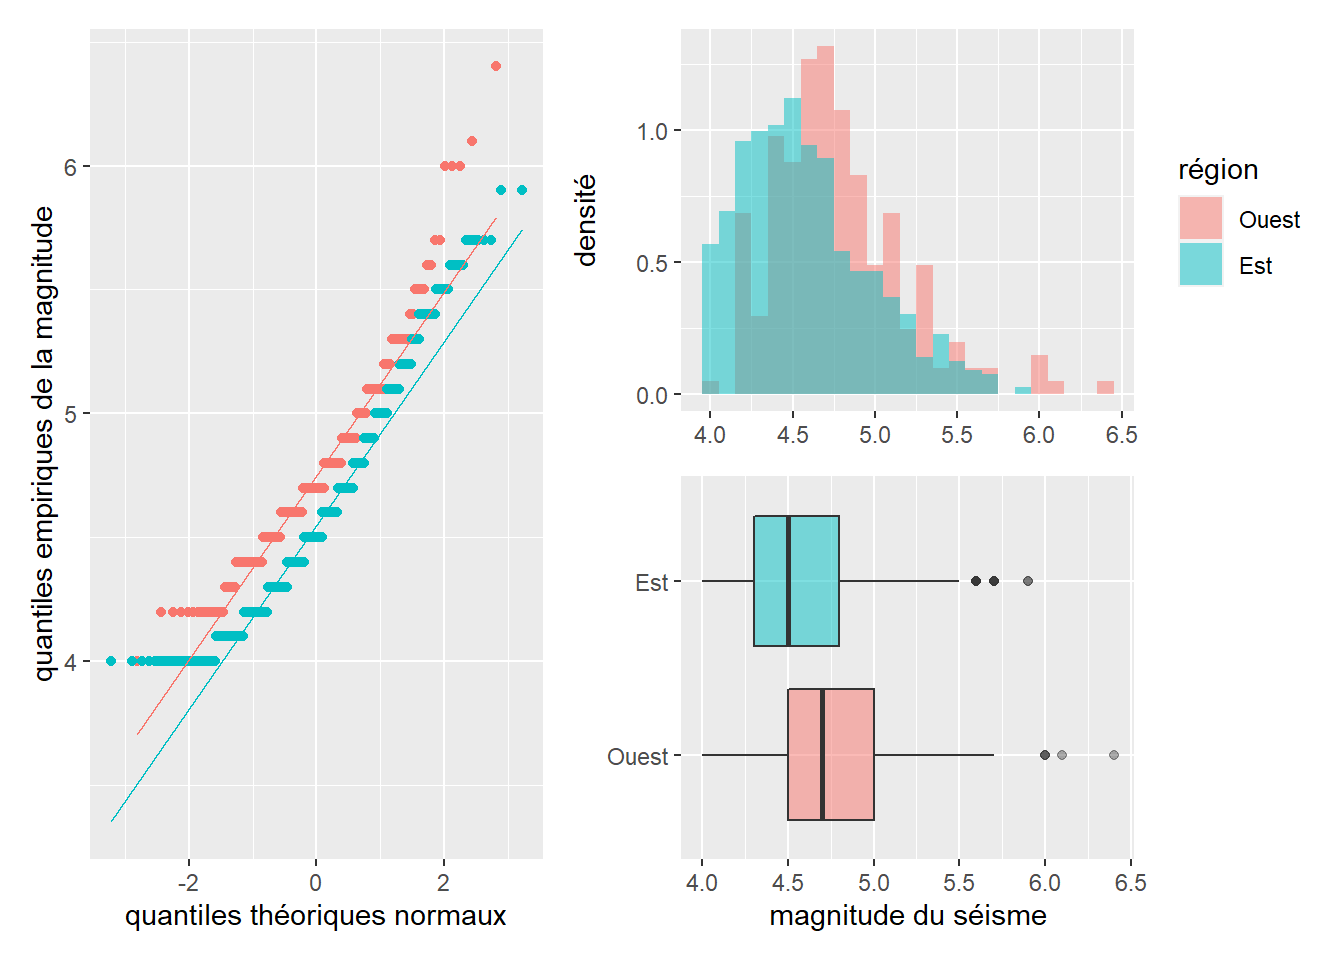 quantiles empiriques de la magnitude
6
5
4
-2 0 2
quantiles théoriques normaux
densité
1.0
0.5
0.0
4.0 4.5 5.0 5.5 6.0 6.5
Est
Ouest
4.0 4.5 5.0 5.5 6.0 6.5
magnitude du séisme
région
Ouest
Est